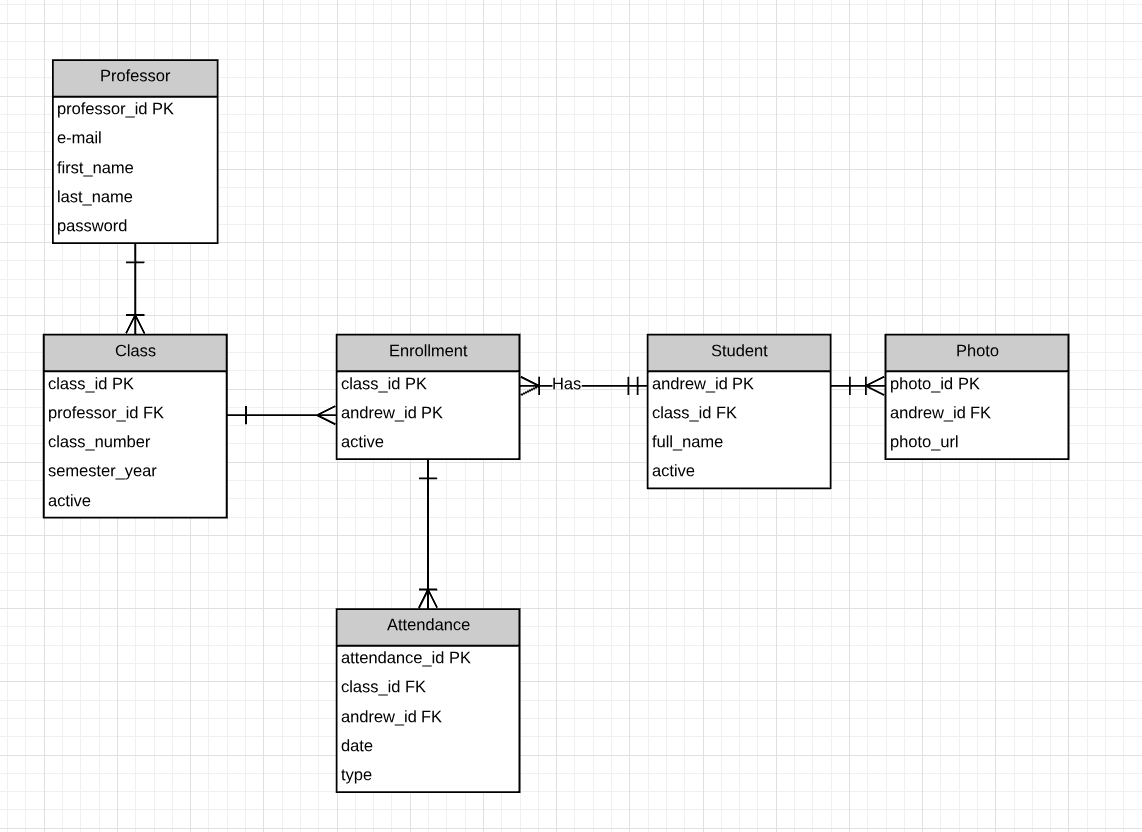 Professor
professor_id PK
e-mail
first_name
last_name
password
Class
class_id PK
professor_id FK
class_number
semester_year
active
Enrollment
class_id PK
andrew_id PK
active
Has
Student
andrew_id PK
class_id FK
full_name
active
Photo
photo_id PK
andrew_id FK
photo_url
Attendance
attendance_id PK
class_id FK
andrew_id FK
date
type